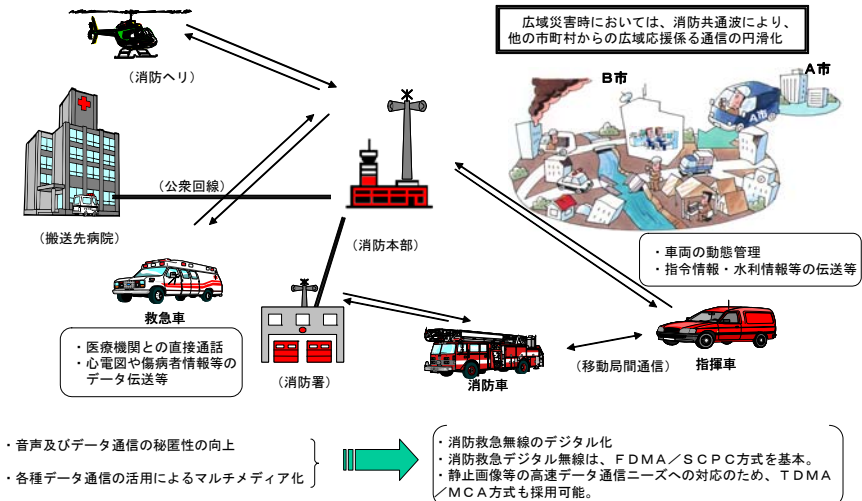 広域災害時においては、消防共通波により、
他の市町村からの広域応援係る通信の円滑化
(消防ヘリ)
B市
A市
A市
(公衆回線)
(搬送先病院)
(消防本部)
・車両の動態管理
・指令情報・水利情報等の伝送等
救急車
・医療機関との直接通話
・心電図や傷病者情報等の
データ伝送等
(消防署)
消防車
(移動局間通信)
指揮車
・音声及びデータ通信の秘匿性の向上
・各種データ通信の活用によるマルチメディア化
・消防救急無線のデジタル化
・消防救急デジタル無線は、FDMA/SCPC方式を基本。
・静止画像等の高速データ通信ニーズへの対応のため、TDMA
/MCA方式も採用可能。